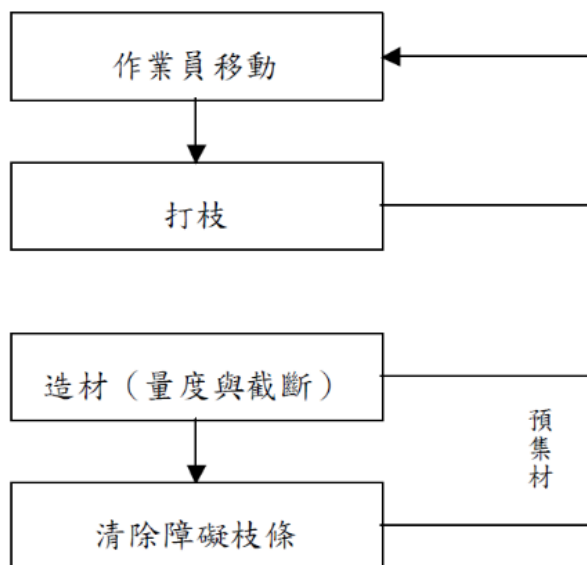 作業員移動
打枝
造材（量度與截斷）
預集材
清除障礙枝條